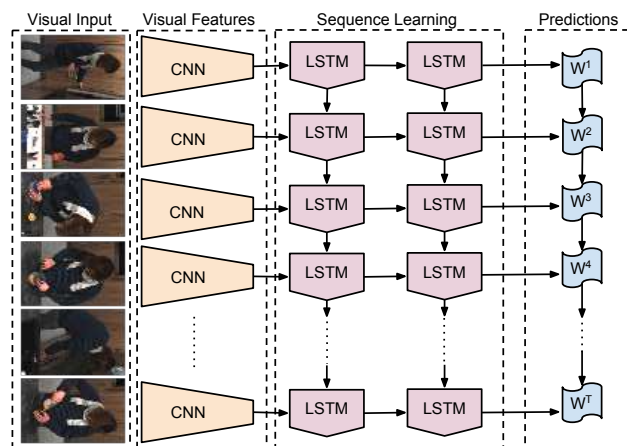 Visual Input Visual Features Sequence Learning Predictions
CNN LSTM LSTM W¹
CNN LSTM LSTM W²
CNN LSTM LSTM W³
CNN LSTM LSTM W⁴
CNN LSTM LSTM Wᵀ